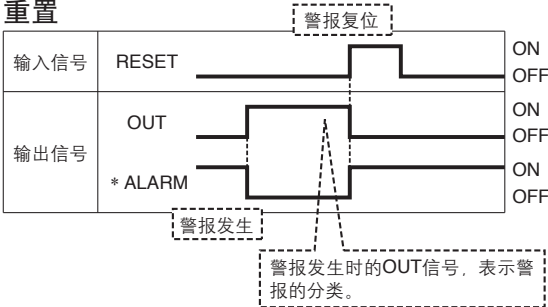 重置
警报复位
输入信号 RESET ON
OFF
输出信号 OUT ON
OFF
* ALARM ON
OFF
警报发生
警报发生时的OUT信号，表示警
报的分类。